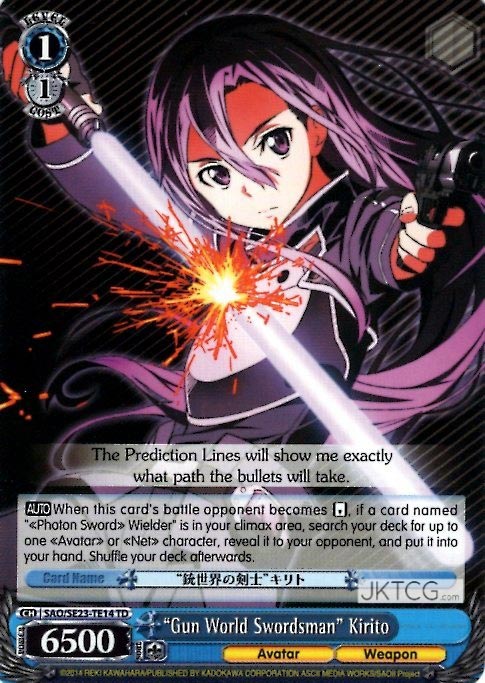 LEVEL
1
1
COST
The Prediction Lines will show me exactly
what path the bullets will take.
AUTO When this card's battle opponent becomes, if a card named
"«Photon Sword» Wielder" is in your climax area, search your deck for up to
one «Avatar» or «Net» character, reveal it to your opponent, and put it into
your hand. Shuffle your deck afterwards.
Card Name
“銃世界の剣士”キリト
JKTCG.com
CH SAO/SE23-TE14 TD
POWER
6500
SOUL
“Gun World Swordsman” Kirito
Avatar
Weapon
©2014 REKI KAWAHARA/PUBLISHED BY KADOKAWA CORPORATION ASCII MEDIA WORKS/SAOII Project